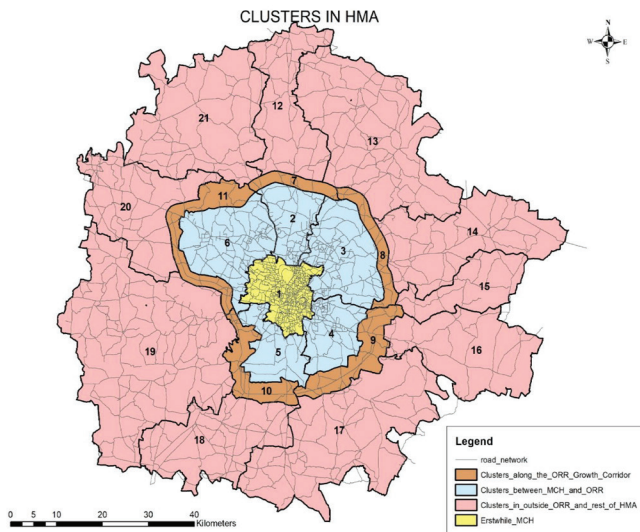 CLUSTERS IN HMA
N
W E
S
12
21
13
7
11
20
2
14
6
3
8
15
1
19
4
9
16
5
10
17
18
Legend
road_network
Clusters_along_the_ORR_Growth_Corridor
Clusters_between_MCH_and_ORR
Clusters_in_outside_ORR_and_rest_of_HMA
Erstwhile_MCH
0 5 10 20 30 40
Kilometers